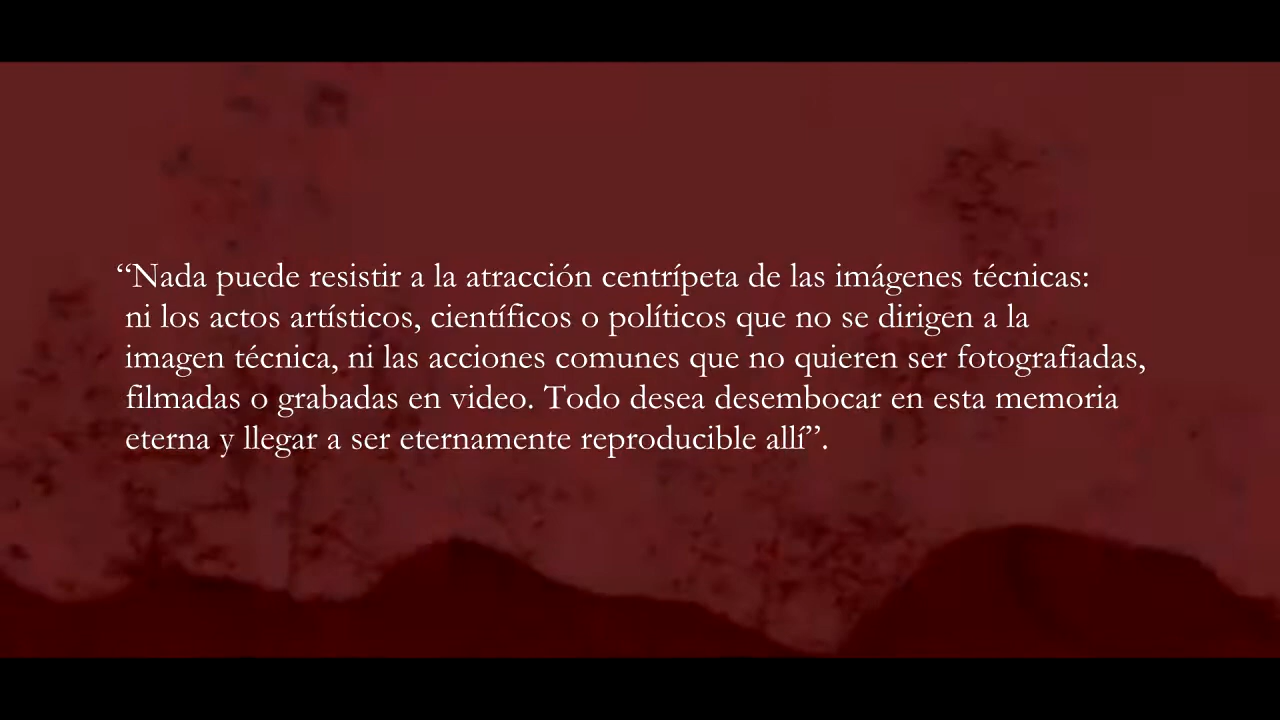 “Nada puede resistir a la atracción centrípeta de las imágenes técnicas:
ni los actos artísticos, científicos o políticos que no se dirigen a la
imagen técnica, ni las acciones comunes que no quieren ser fotografiadas,
filmadas o grabadas en video. Todo desea desembocar en esta memoria
eterna y llegar a ser eternamente reproducible allí”.